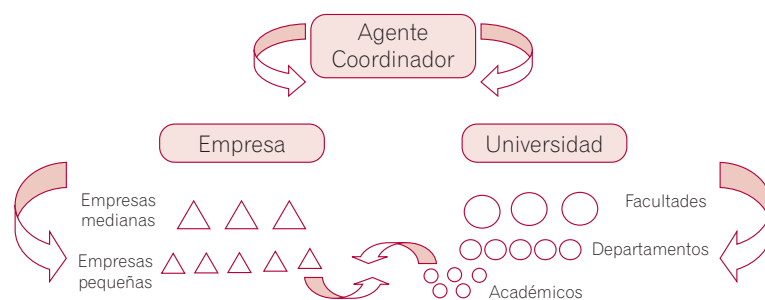 Agente
Coordinador
Empresa
Universidad
Empresas
medianas
Facultades
Empresas
pequeñas
Departamentos
Académicos